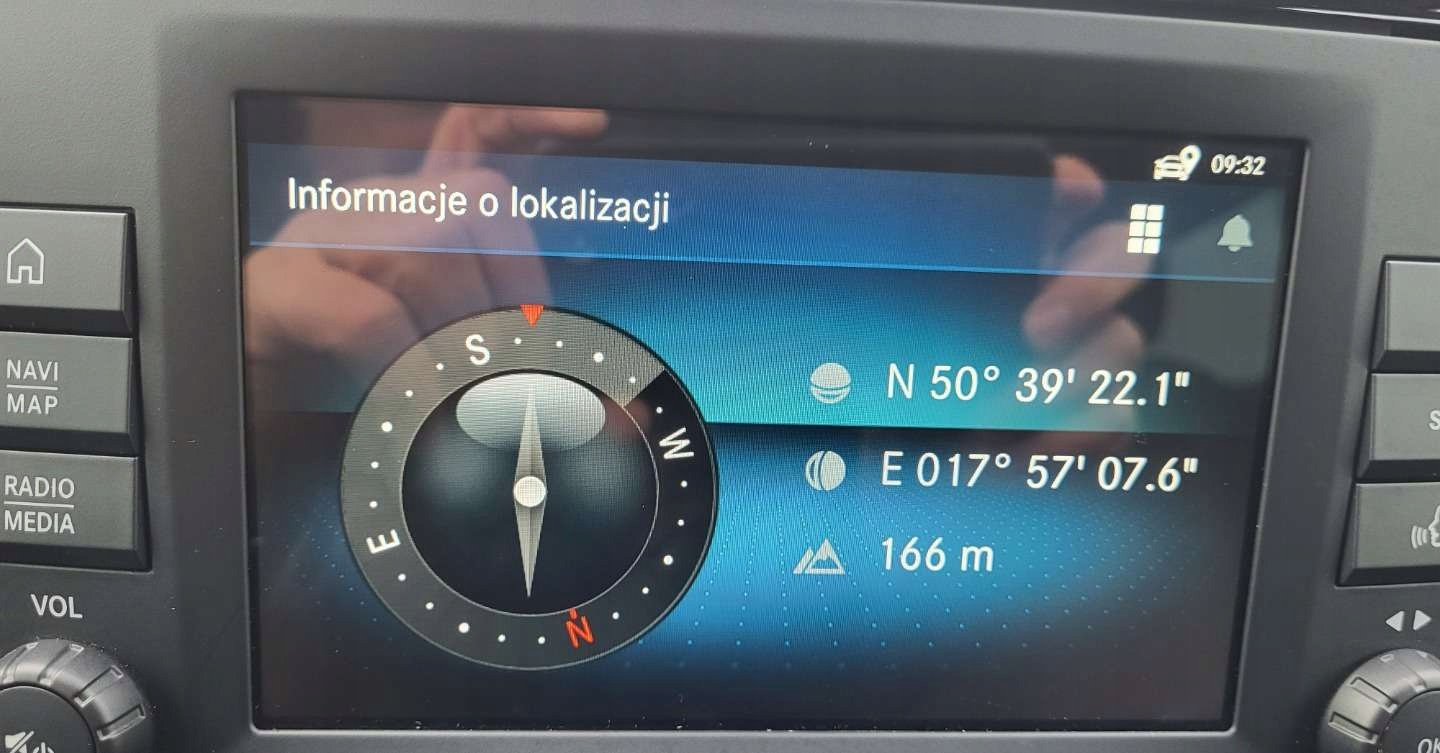 09:32
Informacje o lokalizacji
S
W
E
N
N 50° 39' 22.1"
E 017° 57' 07.6"
166 m
NAVI
MAP
RADIO
MEDIA
VOL